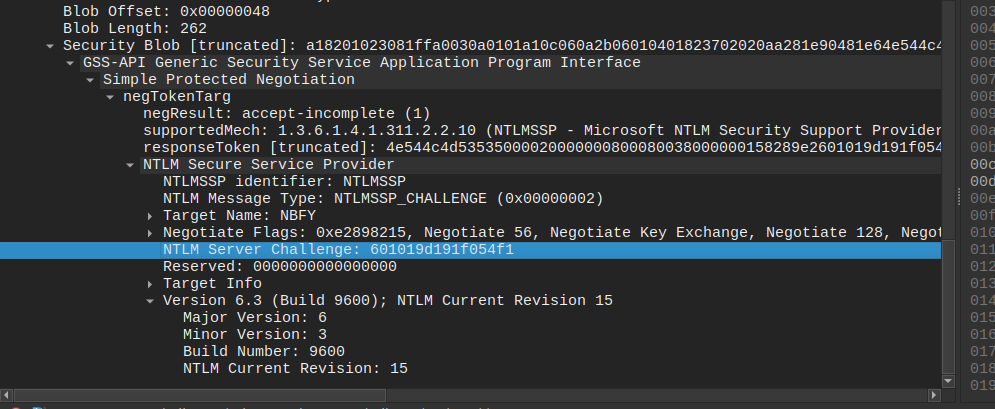 Blob Offset: 0x00000048
Blob Length: 262
Security Blob [truncated]: a18201023081ffa0030a0101a10c060a2b06010401823702020aa281e90481e64e544c4
GSS-API Generic Security Service Application Program Interface
Simple Protected Negotiation
negTokenTarg
negResult: accept-incomplete (1)
supportedMech: 1.3.6.1.4.1.311.2.2.10 (NTLMSSP - Microsoft NTLM Security Support Provider
responseToken [truncated]: 4e544c4d53535000020000000800080038000000158289e2601019d191f054
NTLM Secure Service Provider
NTLMSSP identifier: NTLMSSP
NTLM Message Type: NTLMSSP_CHALLENGE (0x00000002)
Target Name: NBFY
Negotiate Flags: 0xe2898215, Negotiate 56, Negotiate Key Exchange, Negotiate 128, Negot
NTLM Server Challenge: 601019d191f054f1
Reserved: 0000000000000000
Target Info
Version 6.3 (Build 9600); NTLM Current Revision 15
Major Version: 6
Minor Version: 3
Build Number: 9600
NTLM Current Revision: 15
003
004
005
006
007
008
009
00a
00b
00c
00d
00e
00f
010
011
012
013
014
015
016
017
018
019